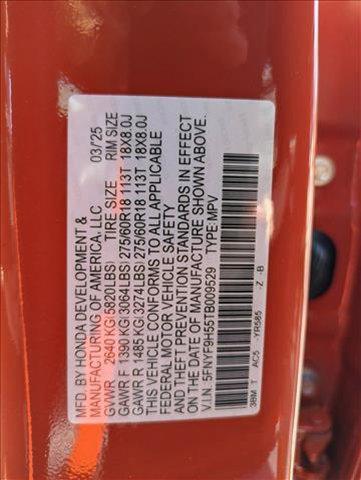 MFD. BY HONDA DEVELOPMENT & 03/25
MANUFACTURING OF AMERICA, LLC
GVWR 2640 KG(5820LBS) TIRE SIZE RIM SIZE
GAWR F 1390 KG(3064LBS) 275/60R18 113T 18X8.0J
GAWR R 1485 KG(3274LBS) 275/60R18 113T 18X8.0J
THIS VEHICLE CONFORMS TO ALL APPLICABLE
FEDERAL MOTOR VEHICLE SAFETY
AND THEFT PREVENTION STANDARDS IN EFFECT
ON THE DATE OF MANUFACTURE SHOWN ABOVE.
V.I.N. 5FNYF9H55TB009529 TYPE: MPV
3BM T AC5 -YR585 -Z -B